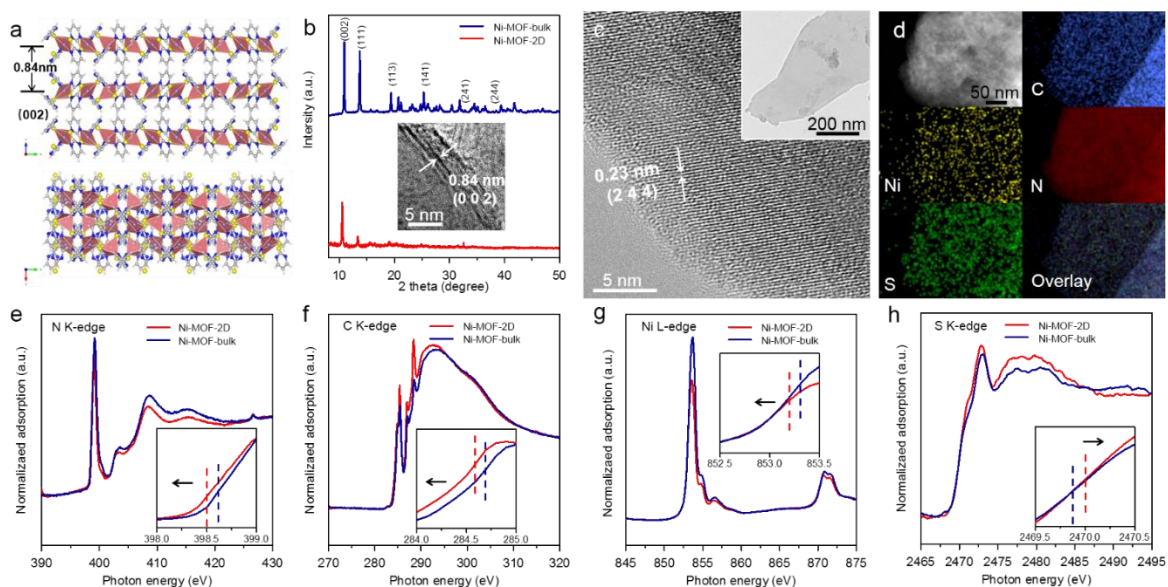 a
0.84nm
(002)
b
Ni-MOF-bulk
Ni-MOF-2D
(002)
(111)
(113)
(141)
(241)
(244)
0.84 nm
(0 0 2)
5 nm
Intersity (a.u.)
10 20 30 40 50
2 theta (degree)
c
200 nm
0.23 nm
(2 4 4)
5 nm
d
50 nm
C
Ni
N
S
Overlay
e
N K-edge
Ni-MOF-2D
Ni-MOF-bulk
Normalizaed adsorption (a.u.)
398.0 398.5 399.0
390 400 410 420 430
Photon energy (eV)
f
C K-edge
Ni-MOF-2D
Ni-MOF-bulk
Normalizaed adsorption (a.u.)
284.0 284.6 285.0
270 280 290 300 310 320
Photon energy (eV)
g
Ni L-edge
Ni-MOF-2D
Ni-MOF-bulk
Normalizaed adsorption (a.u.)
852.5 853.0 853.5
845 850 855 860 865 870 875
Photon energy (eV)
h
S K-edge
Ni-MOF-2D
Ni-MOF-bulk
Normalizaed adsorption (a.u.)
2469.5 2470.0 2470.5
2465 2470 2475 2480 2485 2490 2495
Photon energy (eV)